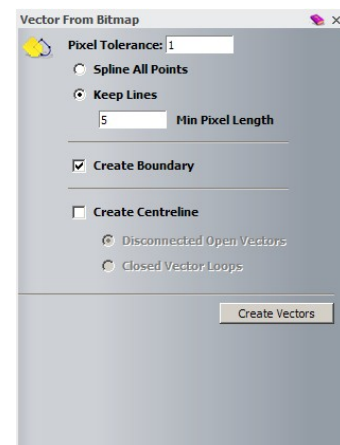 Vector From Bitmap
Pixel Tolerance: 1
Spline All Points
Keep Lines
5 Min Pixel Length
Create Boundary
Create Centreline
Disconnected Open Vectors
Closed Vector Loops
Create Vectors